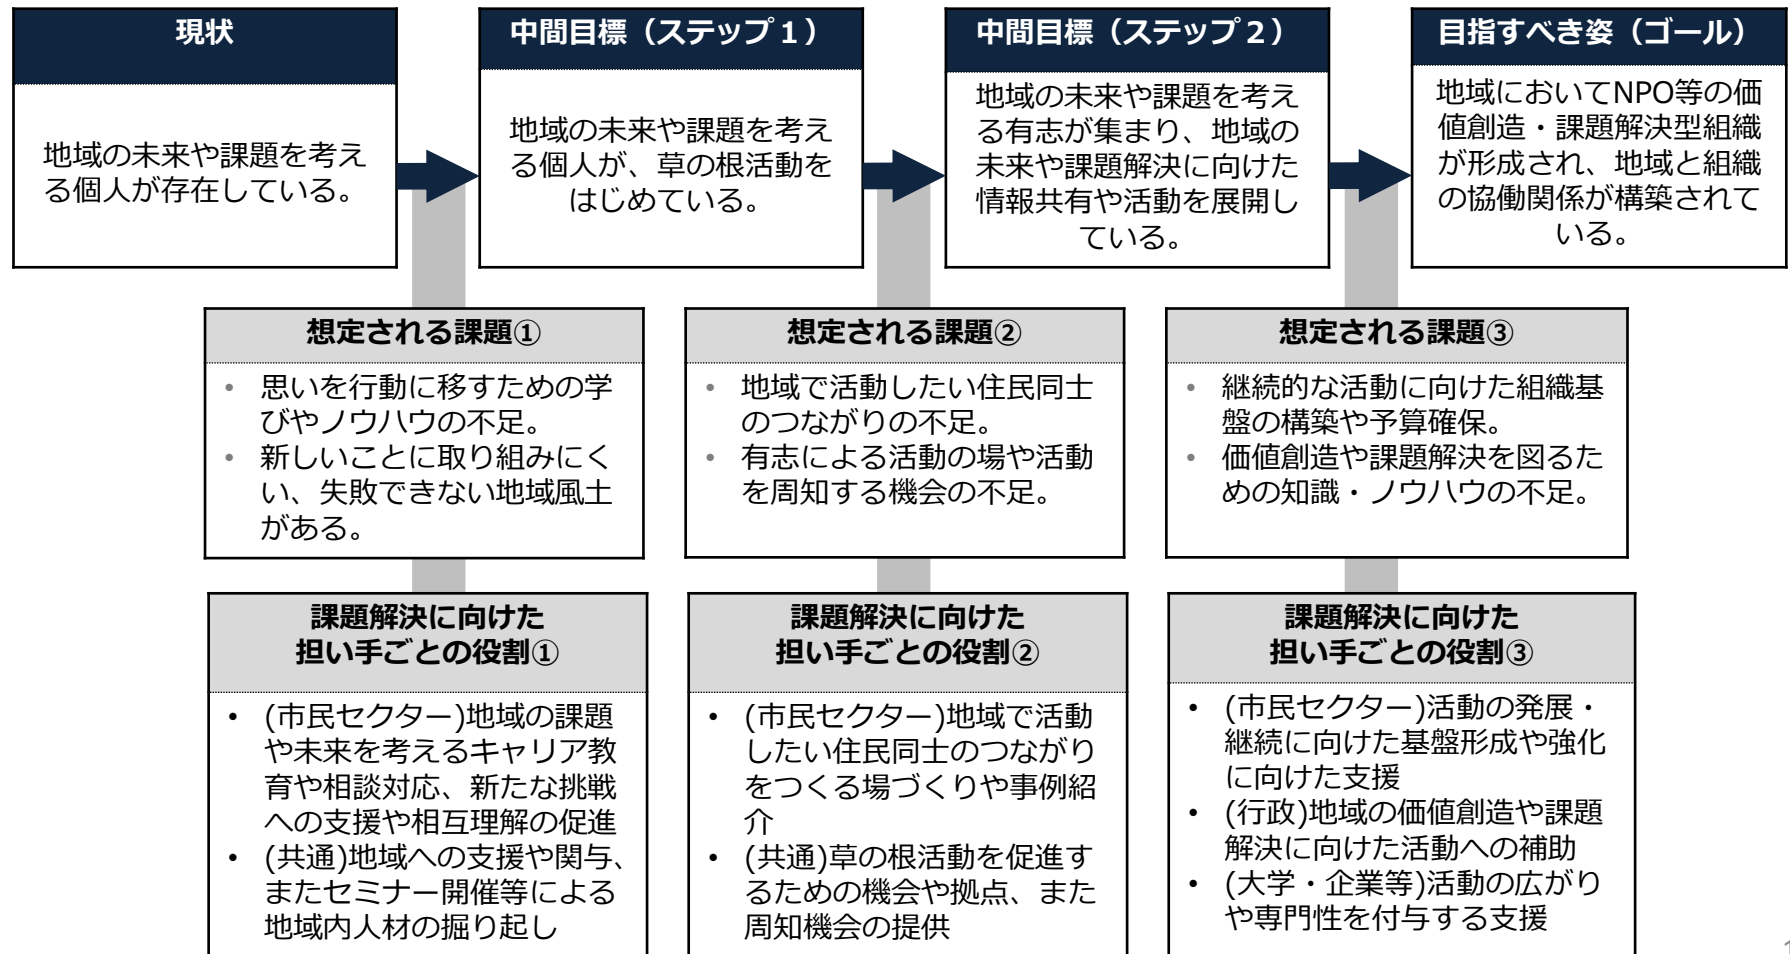 現状
地域の未来や課題を考え
る個人が存在している。
中間目標（ステップ１）
地域の未来や課題を考え
る個人が、草の根活動を
はじめている。
中間目標（ステップ２）
地域の未来や課題を考え
る有志が集まり、地域の
未来や課題解決に向けた
情報共有や活動を展開し
ている。
目指すべき姿（ゴール）
地域においてNPO等の価
値創造・課題解決型組織
が形成され、地域と組織
の協働関係が構築されて
いる。
想定される課題①
• 思いを行動に移すための学
びやノウハウの不足。
• 新しいことに取り組みにく
い、失敗できない地域風土
がある。
想定される課題②
• 地域で活動したい住民同士
のつながりの不足。
• 有志による活動の場や活動
を周知する機会の不足。
想定される課題③
• 継続的な活動に向けた組織基
盤の構築や予算確保。
• 価値創造や課題解決を図るた
めの知識・ノウハウの不足。
課題解決に向けた
担い手ごとの役割①
• (市民セクター)地域の課題
や未来を考えるキャリア教
育や相談対応、新たな挑戦
への支援や相互理解の促進
• (共通)地域への支援や関与、
またセミナー開催等による
地域内人材の掘り起し
課題解決に向けた
担い手ごとの役割②
• (市民セクター)地域で活動
したい住民同士のつながり
をつくる場づくりや事例紹
介
• (共通)草の根活動を促進す
るための機会や拠点、また
周知機会の提供
課題解決に向けた
担い手ごとの役割③
• (市民セクター)活動の発展・
継続に向けた基盤形成や強化
に向けた支援
• (行政)地域の価値創造や課題
解決に向けた活動への補助
• (大学・企業等)活動の広がり
や専門性を付与する支援